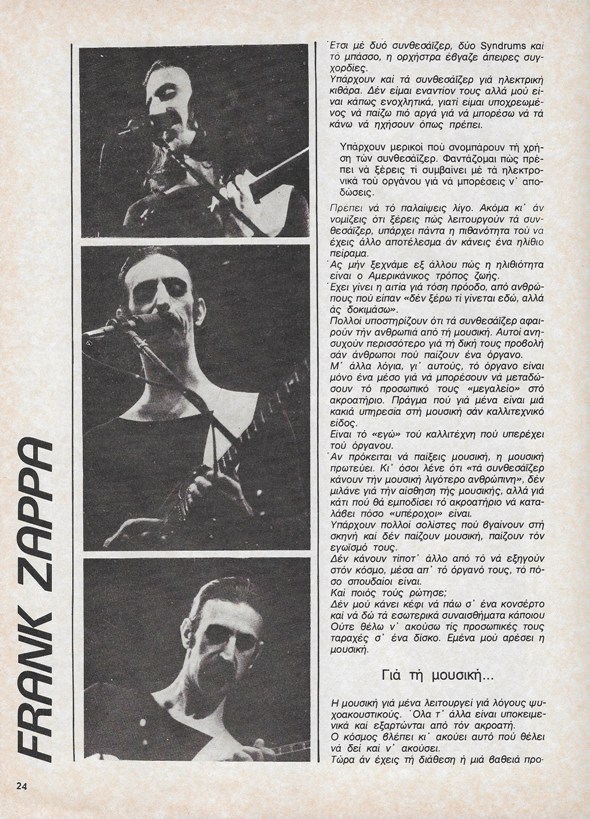 FRANK ZAPPA
Έτσι μέ δυό συνθεσάϊζερ, δύο Syndrums καί
τό μπάσσο, η ορχήστρα έβγαζε άπειρες συγ-
χορδίες.
Υπάρχουν καί τά συνθεσάϊζερ γιά ηλεκτρική
κιθάρα. Δέν είμαι εναντίον τους αλλά μού εί-
ναι κάπως ενοχλητικά, γιατί είμαι υποχρεωμέ-
νος νά παίζω πιό αργά γιά νά μπορέσω νά τά
κάνω νά ηχήσουν όπως πρέπει.
Υπάρχουν μερικοί πού σνομπάρουν τή χρή-
ση τών συνθεσάϊζερ. Φαντάζομαι πώς πρέ-
πει νά ξέρεις τί συμβαίνει μέ τά ηλεκτρο-
νικά τού οργάνου γιά νά μπορέσεις ν' απο-
δώσεις.
Πρέπει νά τό παλαίψεις λίγο. Ακόμα κι' άν
νομίζεις ότι ξέρεις πώς λειτουργούν τά συν-
θεσάϊζερ, υπάρχει πάντα η πιθανότητα τού να
έχεις άλλο αποτέλεσμα άν κάνεις ένα ηλίθιο
πείραμα.
Ας μήν ξεχνάμε εξ άλλου πώς η ηλιθιότητα
είναι ο Αμερικάνικος τρόπος ζωής.
Έχει γίνει η αιτία γιά τόση πρόοδο, από ανθρώ-
πους πού είπαν «δέν ξέρω τί γίνεται εδώ, αλλά
άς δοκιμάσω».
Πολλοί υποστηρίζουν ότι τά συνθεσάϊζερ αφαι-
ρούν τήν ανθρωπιά από τή μουσική. Αυτοί ανη-
συχούν περισσότερο γιά τή δική τους προβολή
σάν άνθρωποι πού παίζουν ένα όργανο.
Μ' άλλα λόγια, γι' αυτούς, τό όργανο είναι
μόνο ένα μέσο γιά νά μπορέσουν νά μεταδώ-
σουν τό προσωπικό τους «μεγαλείο» στό
ακροατήριο. Πράγμα πού γιά μένα είναι μιά
κακιά υπηρεσία στή μουσική σάν καλλιτεχνικό
είδος.
Είναι τό «εγώ» τού καλλιτέχνη πού υπερέχει
τού όργανου.
Άν πρόκειται νά παίξεις μουσική, η μουσική
πρωτεύει. Κι' όσοι λένε ότι «τά συνθεσάϊζερ
κάνουν τήν μουσική λιγότερο ανθρώπινη», δέν
μιλάνε γιά τήν αίσθηση τής μουσικής, αλλά γιά
κάτι πού θά εμποδίσει τό ακροατήριο νά κατα-
λάβει πόσο «υπέροχοι» είναι.
Υπάρχουν πολλοί σολίστες πού βγαίνουν στή
σκηνή καί δέν παίζουν μουσική, παίζουν τόν
εγωϊσμό τους.
Δέν κάνουν τίποτ' άλλο από τό νά εξηγούν
στόν κόσμο, μέσα απ' τό όργανό τους, τό πό-
σο σπουδαίοι είναι.
Καί ποιός τούς ρώτησε;
Δέν μού κάνει κέφι νά πάω σ' ένα κονσέρτο
καί νά δώ τά εσωτερικά συναισθήματα κάποιου
Ούτε θέλω ν' ακούσω τίς προσωπικές τους
ταραχές σ' ένα δίσκο. Εμένα μού αρέσει η
μουσική.
Γιά τή μουσική...
Η μουσική γιά μένα λειτουργεί γιά λόγους ψυ-
χοακουστικούς. Όλα τ' άλλα είναι υποκειμε-
νικά καί εξαρτώνται από τόν ακροατή.
Ο κόσμος βλέπει κι' ακούει αυτό πού θέλει
νά δεί καί ν' ακούσει.
Τώρα άν έχεις τή διάθεση ή μιά βαθειά προ-
24